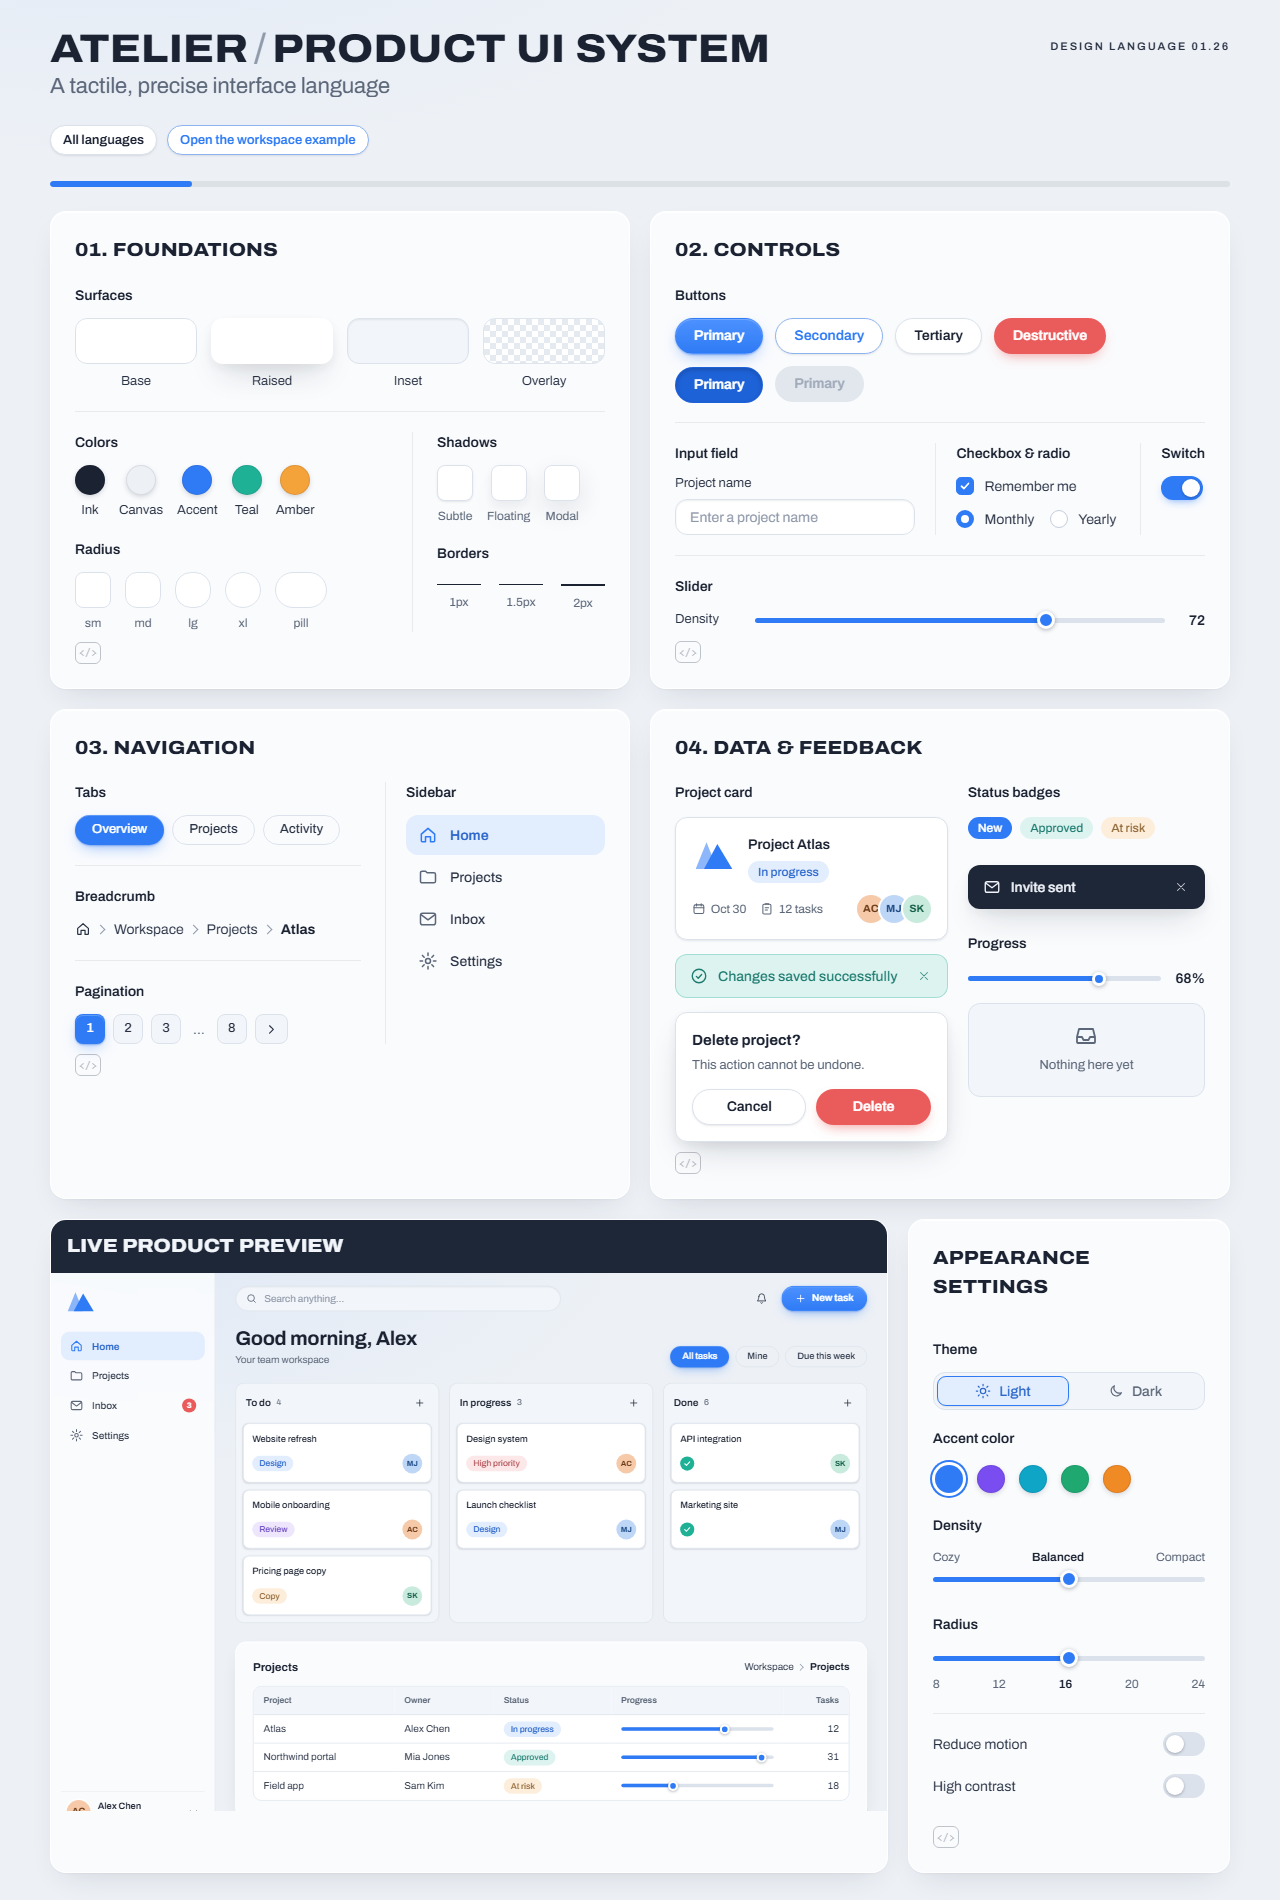 ATELIER / PRODUCT UI SYSTEM
DESIGN LANGUAGE 01.26
A tactile, precise interface language
All languages
Open the workspace example
01. FOUNDATIONS
Surfaces
Base
Raised
Inset
Overlay
Colors
Ink
Canvas
Accent
Teal
Amber
Shadows
Subtle
Floating
Modal
Radius
sm
md
lg
xl
pill
Borders
1px
1.5px
2px
</>
02. CONTROLS
Buttons
Primary
Secondary
Tertiary
Destructive
Primary
Primary
Input field
Project name
Enter a project name
Checkbox & radio
Remember me
Monthly
Yearly
Switch
Slider
Density
72
</>
03. NAVIGATION
Tabs
Overview
Projects
Activity
Breadcrumb
Workspace
Projects
Atlas
Pagination
1
2
3
...
8
</>
Sidebar
Home
Projects
Inbox
Settings
04. DATA & FEEDBACK
Project card
Project Atlas
In progress
Oct 30
12 tasks
AC
MJ
SK
Changes saved successfully
Delete project?
This action cannot be undone.
Cancel
Delete
</>
Status badges
New
Approved
At risk
Invite sent
Progress
68%
Nothing here yet
LIVE PRODUCT PREVIEW
Home
Projects
Inbox
3
Settings
AC
Alex Chen
Search anything...
New task
Good morning, Alex
Your team workspace
All tasks
Mine
Due this week
To do 4
Website refresh
Design
MJ
Mobile onboarding
Review
AC
Pricing page copy
Copy
SK
In progress 3
Design system
High priority
AC
Launch checklist
Design
MJ
Done 6
API integration
SK
Marketing site
MJ
Projects
Workspace
Projects
Project
Owner
Status
Progress
Tasks
Atlas
Alex Chen
In progress
12
Northwind portal
Mia Jones
Approved
31
Field app
Sam Kim
At risk
18
APPEARANCE
SETTINGS
Theme
Light
Dark
Accent color
Density
Cozy
Balanced
Compact
Radius
8
12
16
20
24
Reduce motion
High contrast
</>